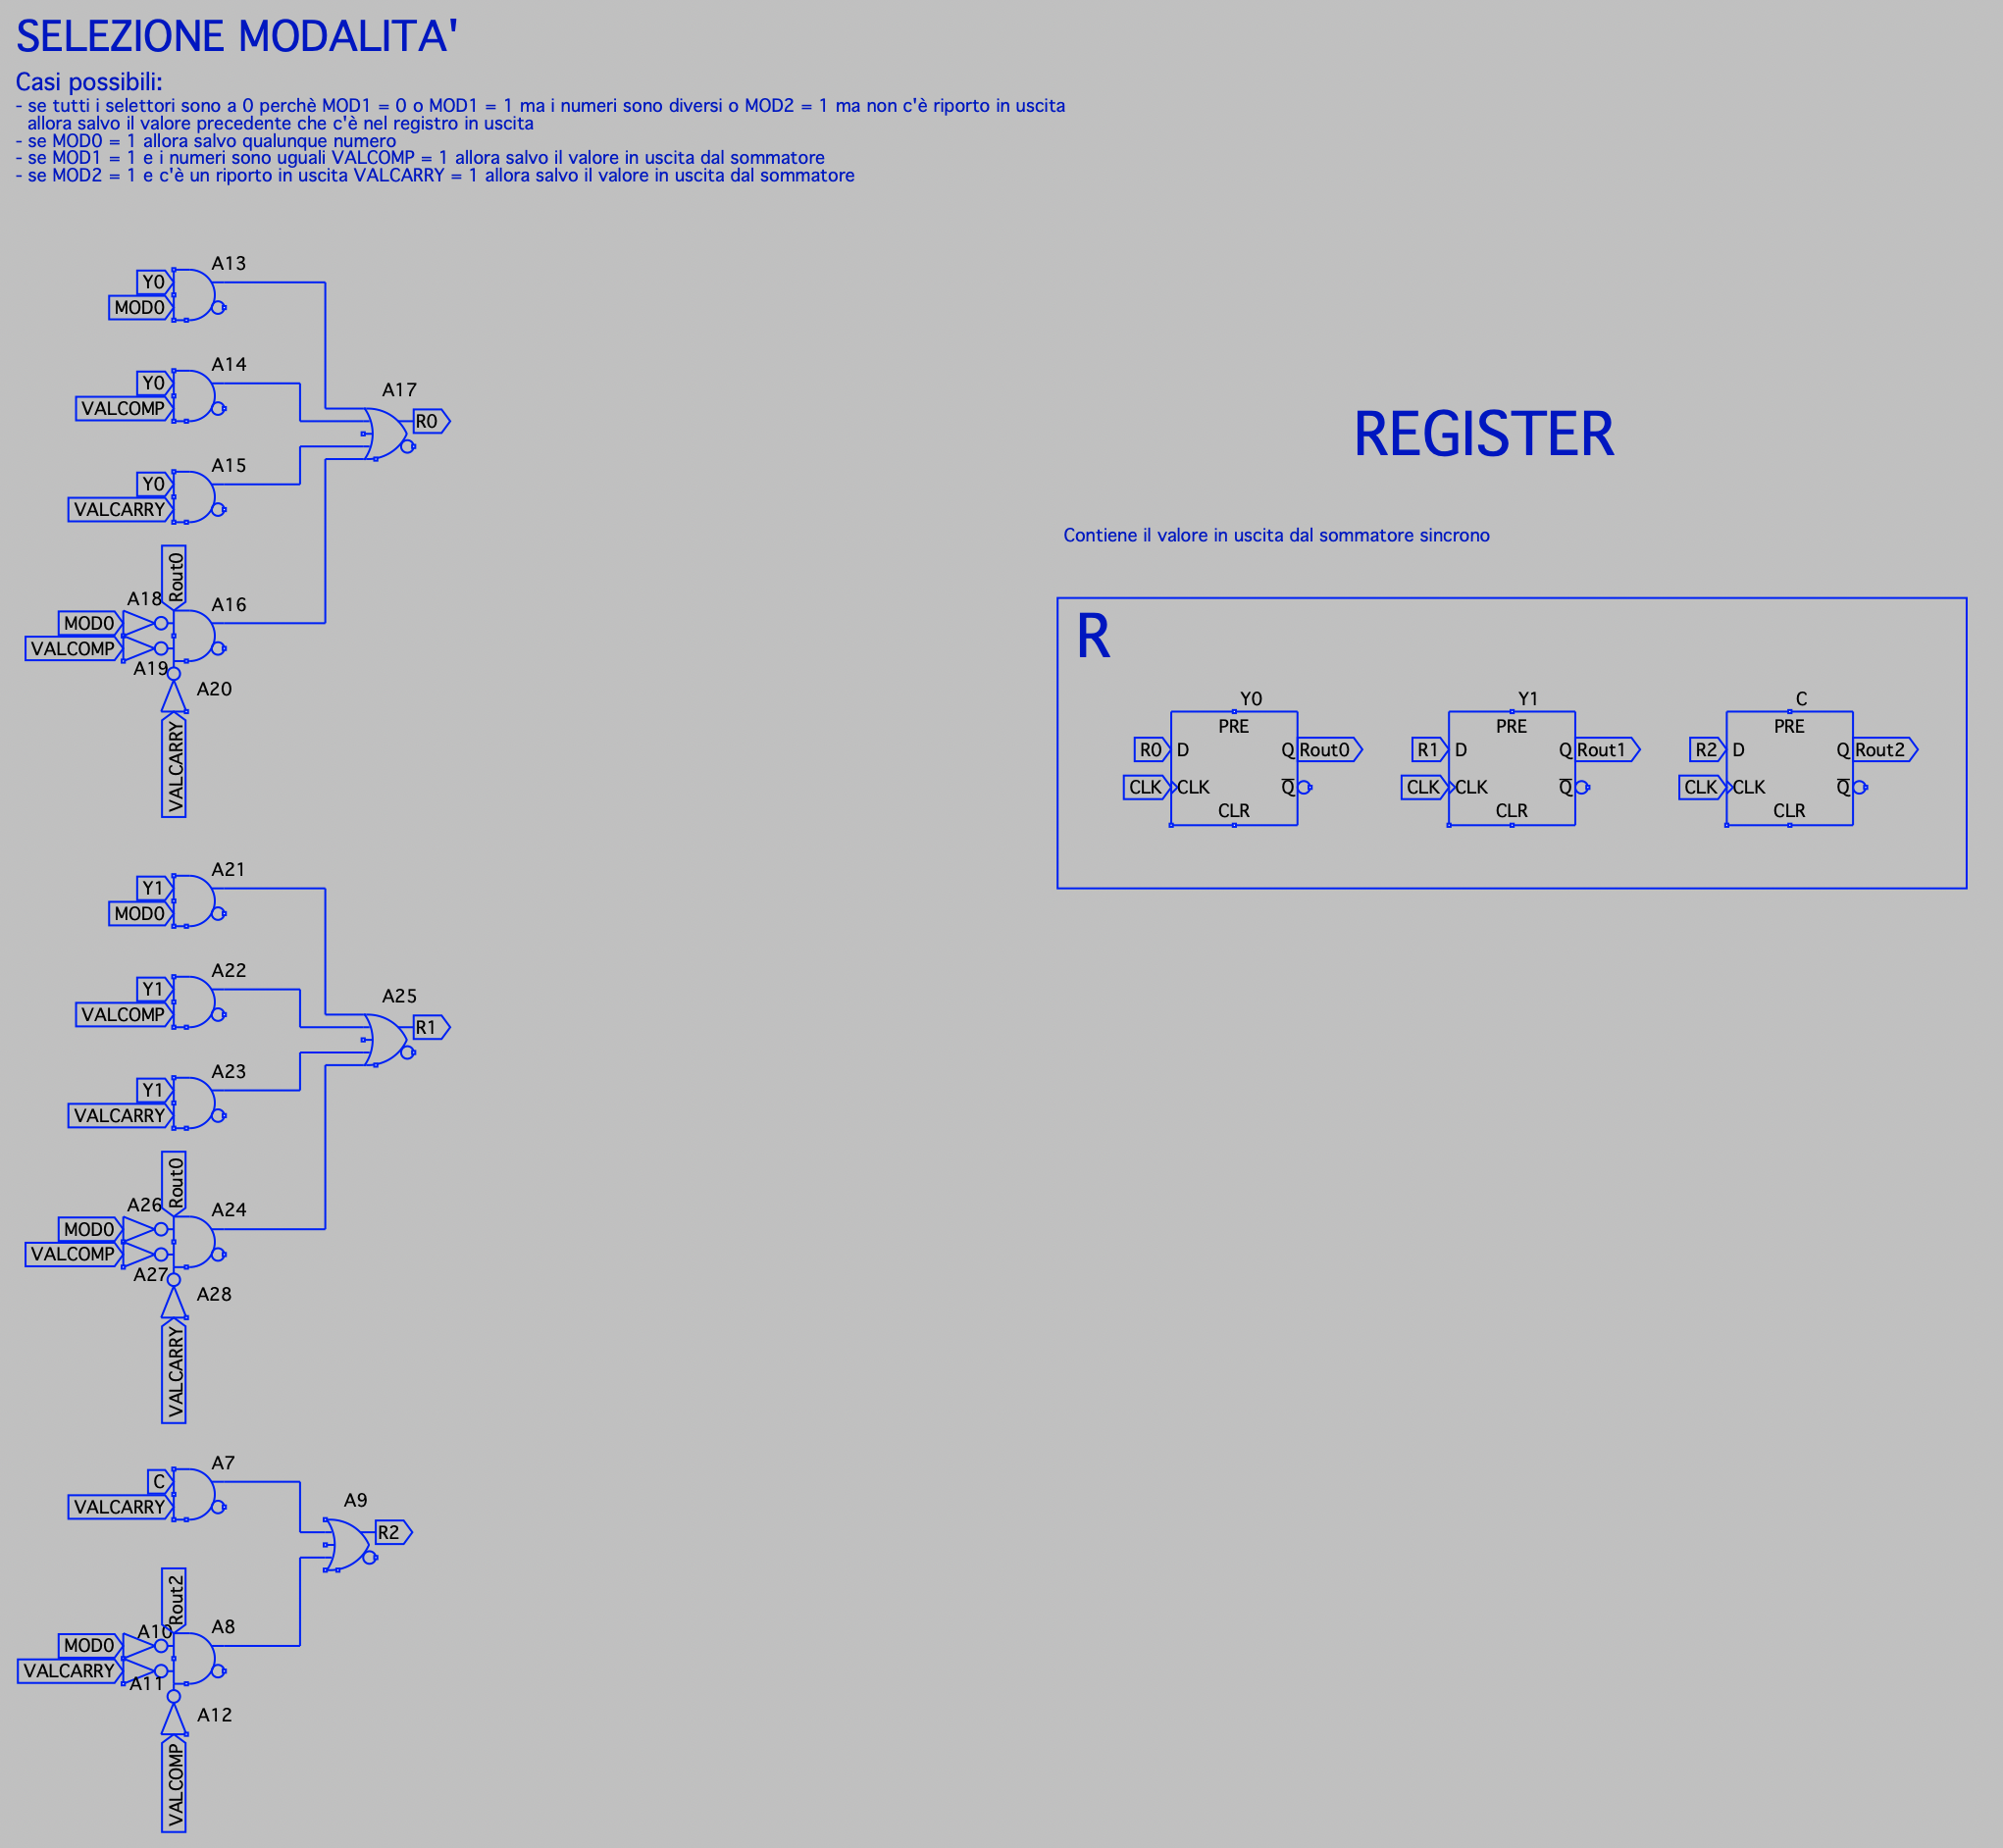 SELEZIONE MODALITA'
Casi possibili:
- se tutti i selettori sono a 0 perchè MOD1 = 0 o MOD1 = 1 ma i numeri sono diversi o MOD2 = 1 ma non c'è riporto in uscita
allora salvo il valore precedente che c'è nel registro in uscita
- se MOD0 = 1 allora salvo qualunque numero
- se MOD1 = 1 e i numeri sono uguali VALCOMP = 1 allora salvo il valore in uscita dal sommatore
- se MOD2 = 1 e c'è un riporto in uscita VALCARRY = 1 allora salvo il valore in uscita dal sommatore
A13
Y0
MOD0
A14
Y0
VALCOMP
A17
R0
A15
Y0
VALCARRY
Rout0
A18
A16
MOD0
VALCOMP
A19
A20
VALCARRY
A21
Y1
MOD0
A22
Y1
VALCOMP
A25
R1
A23
Y1
VALCARRY
Rout0
A26
A24
MOD0
VALCOMP
A27
A28
VALCARRY
A7
C
VALCARRY
A9
R2
Rout2
A10
A8
MOD0
VALCARRY
A11
A12
VALCOMP
REGISTER
Contiene il valore in uscita dal sommatore sincrono
R
Y0
PRE
R0 D Q Rout0
CLK CLK Q̅
CLR
Y1
PRE
R1 D Q Rout1
CLK CLK Q̅
CLR
C
PRE
R2 D Q Rout2
CLK CLK Q̅
CLR